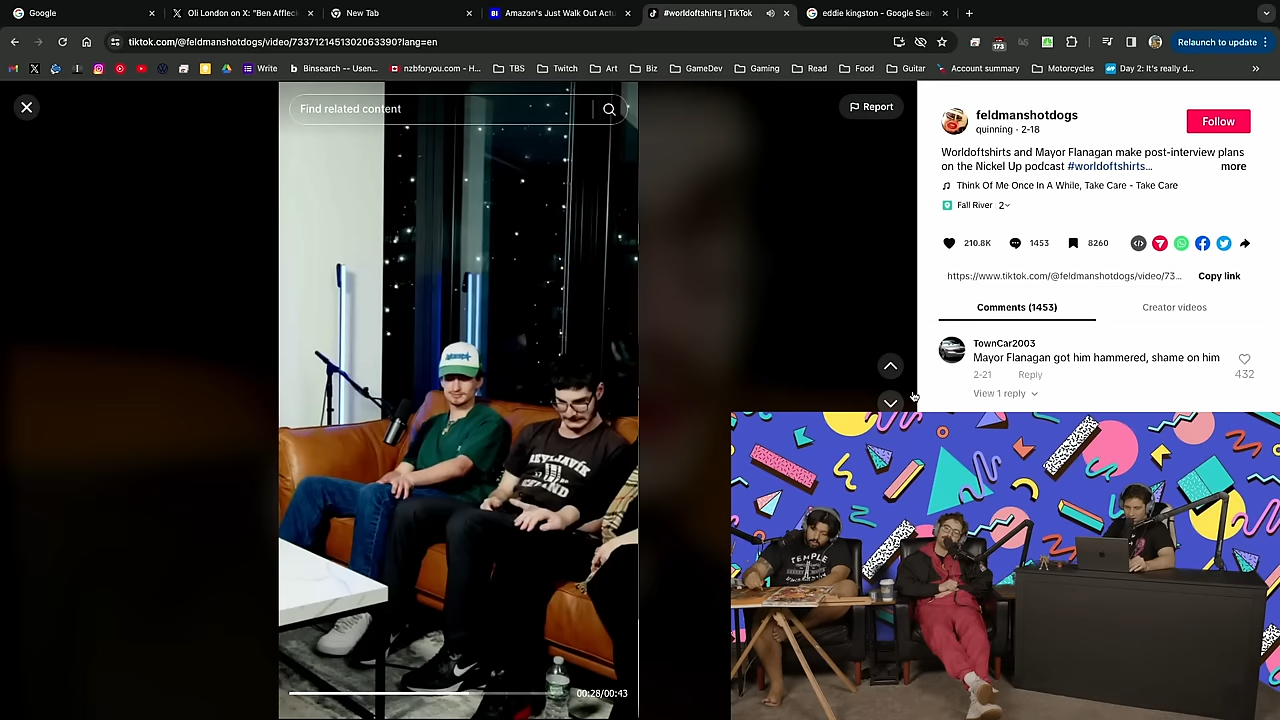 Google
Oli London on X: "Ben Affleck
New Tab
BI Amazon's Just Walk Out Actu
#worldoftshirts | TikTok
eddie kingston - Google Sear
tiktok.com/@feldmanshotdogs/video/7337121451302063390?lang=en
173
Relaunch to update
Write
Binsearch -- Usen...
nzbforyou.com - H...
TBS
Twitch
Art
Biz
GameDev
Gaming
Read
Food
Guitar
Account summary
Motorcycles
Day 2: It's really d...
Find related content
Report
feldmanshotdogs
quinning · 2-18
Follow
Worldoftshirts and Mayor Flanagan make post-interview plans
on the Nickel Up podcast #worldoftshirts...
more
Think Of Me Once In A While, Take Care - Take Care
Fall River 2
210.8K
1453
8260
https://www.tiktok.com/@feldmanshotdogs/video/73...
Copy link
Comments (1453)
Creator videos
TownCar2003
Mayor Flanagan got him hammered, shame on him
432
2-21 Reply
View 1 reply
REYKJAVÍK
00:28/00:43
TEMPLE